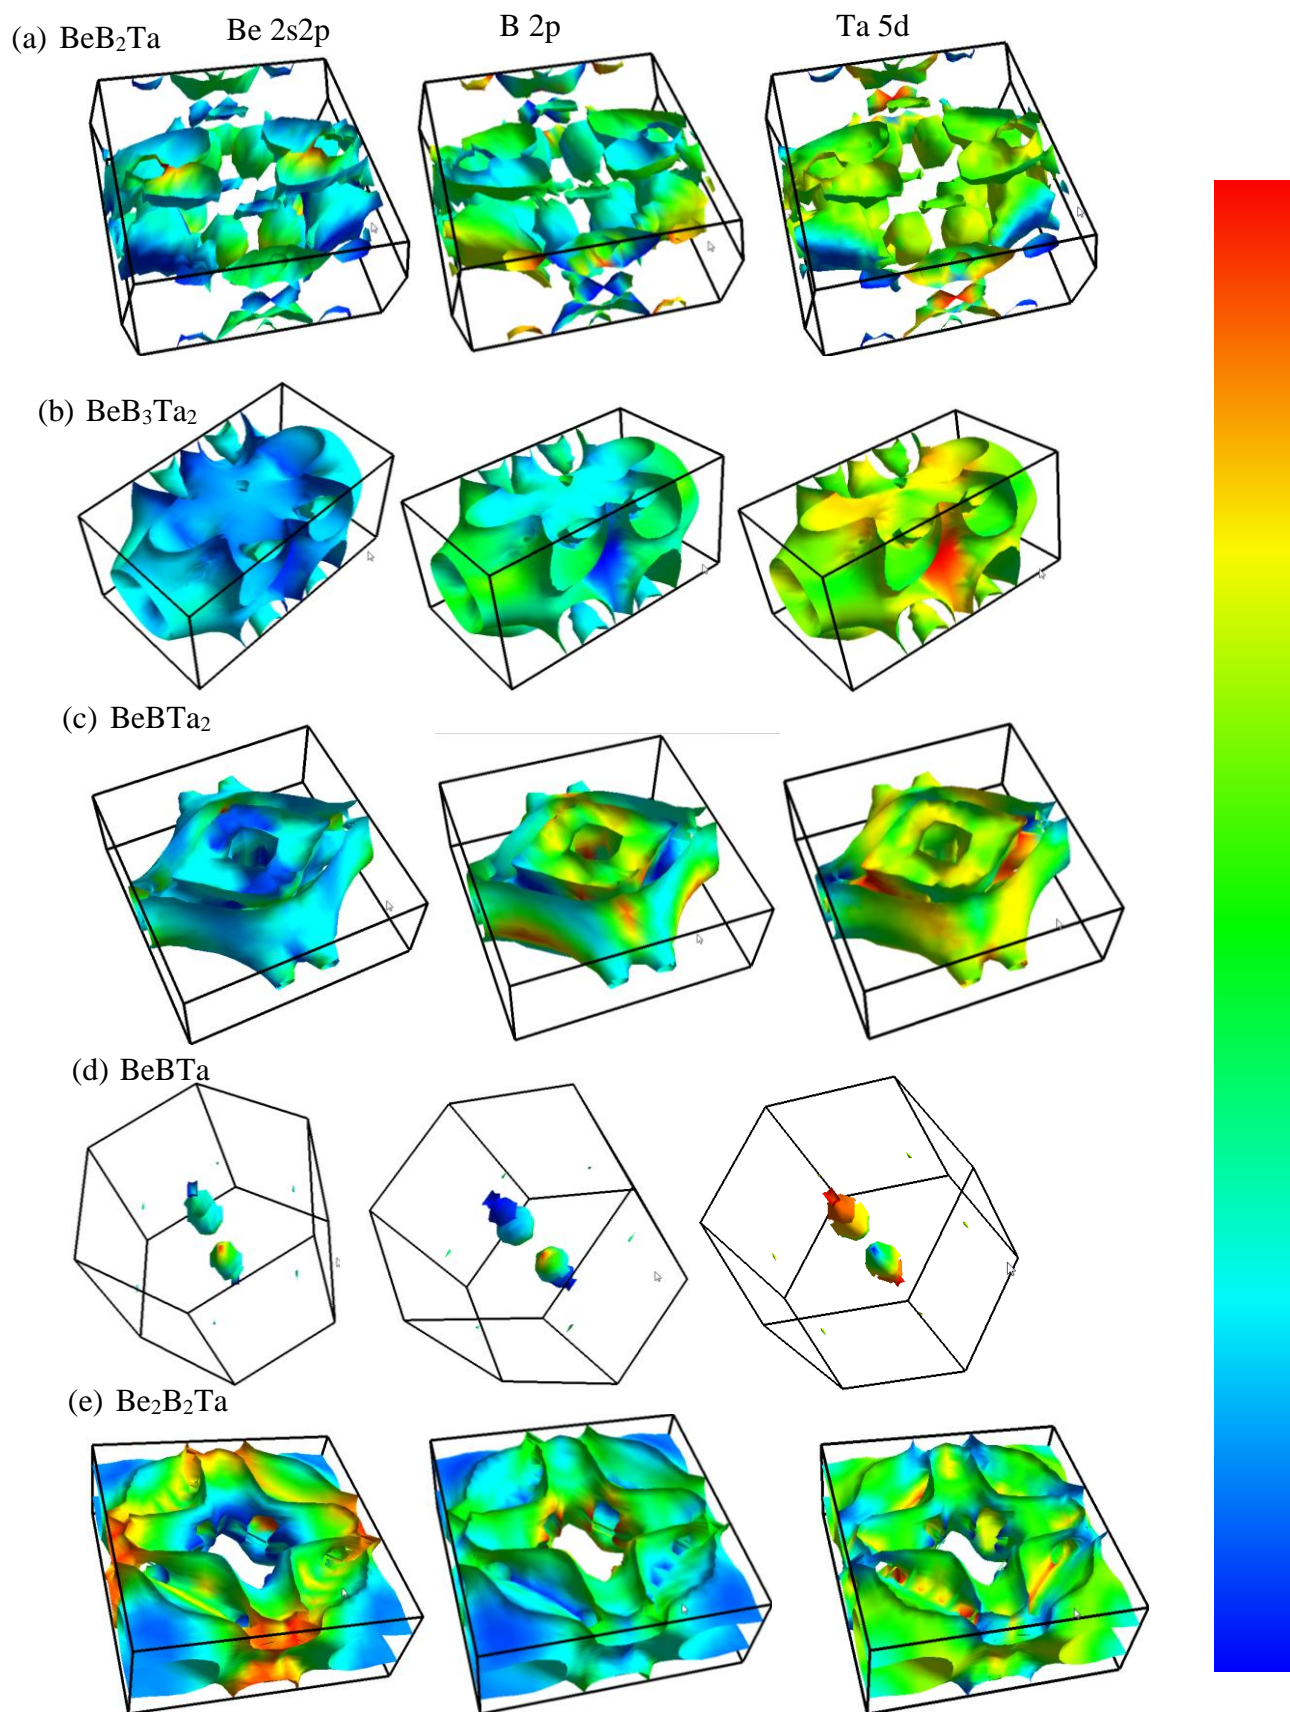 (a) BeB₂Ta Be 2s2p B 2p Ta 5d
(b) BeB₃Ta₂
(c) BeBTa₂
(d) BeBTa
(e) Be₂B₂Ta